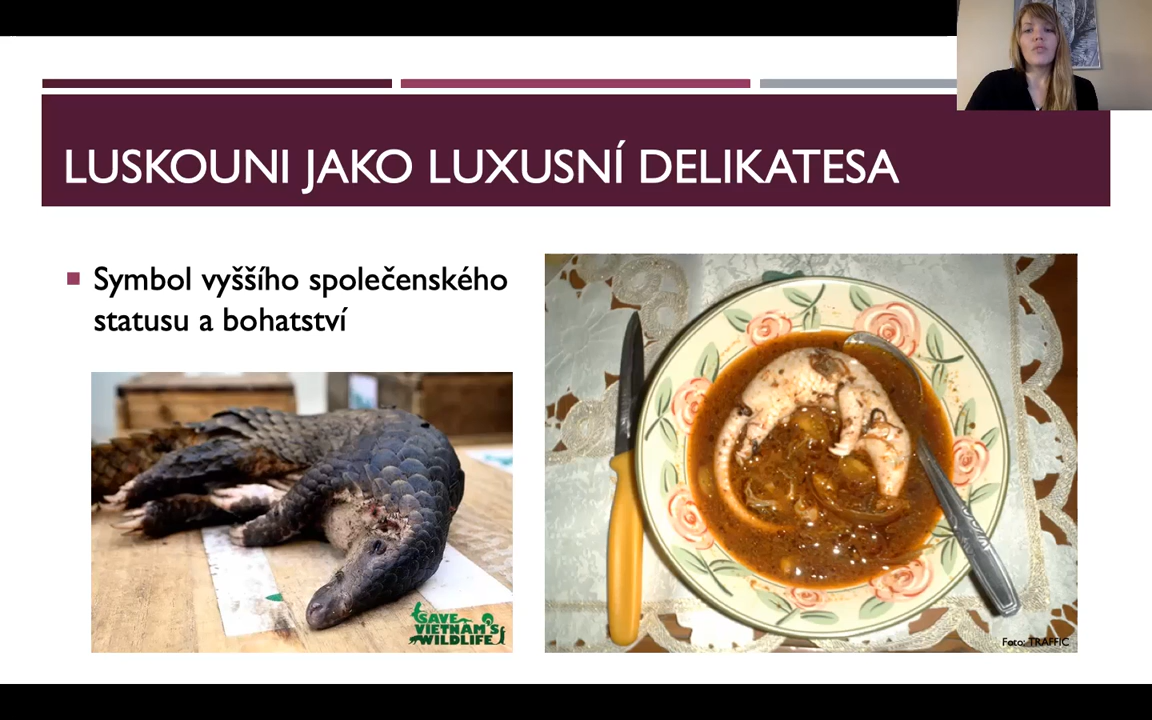 LUSKOUNI JAKO LUXUSNÍ DELIKATESA
Symbol vyššího společenského
statusu a bohatství
SAVE
VIETNAM'S
WILDLIFE
Foto: TRAFFIC